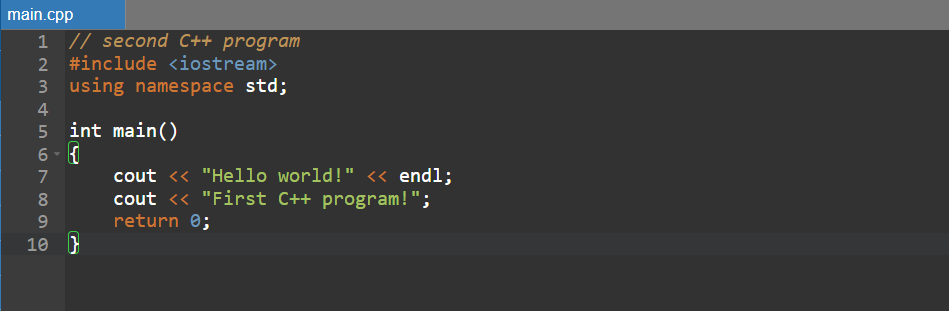 main.cpp
1 // second C++ program
2 #include <iostream>
3 using namespace std;
4
5 int main()
6 {
7     cout << "Hello world!" << endl;
8     cout << "First C++ program!";
9     return 0;
10 }